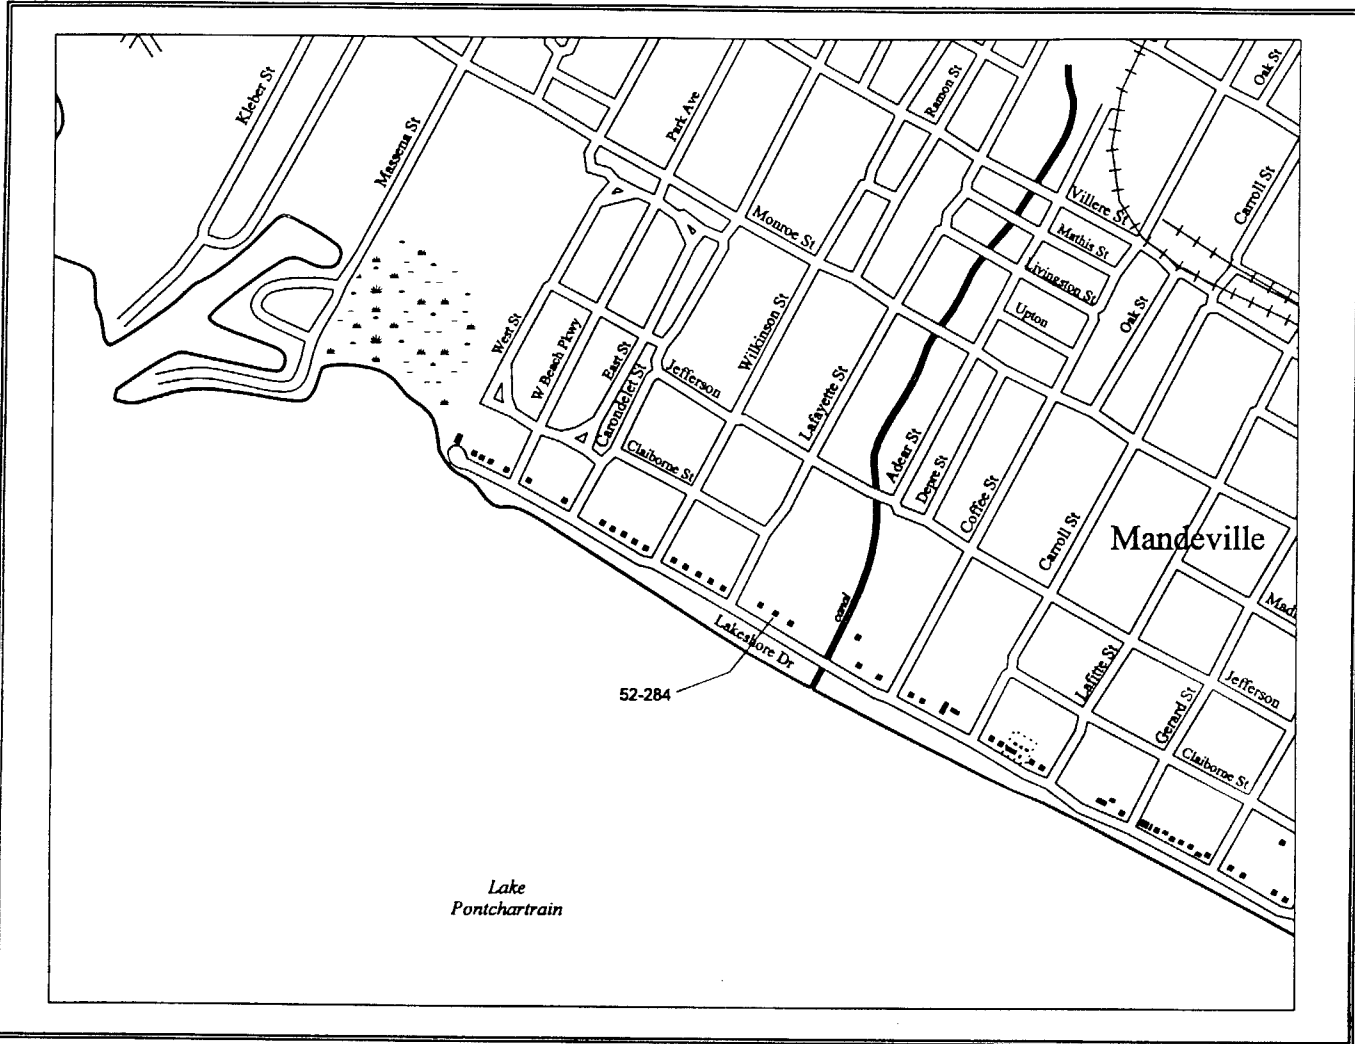 Kleber St
Massena St
Park Ave
Ramon St
Oak St
Carroll St
Villere St
Mathis St
Monroe St
Livingston St
Upton
Oak St
West St
W Beach Pkwy
East St
Carondelet St
Jefferson
Wilkinson St
Lafayette St
Claiborne St
Adear St
Depre St
Coffee St
Carroll St
Mandeville
canal
Lakeshore Dr
Madi
Lafitte St
Jefferson
Gerard St
Claiborne St
52-284
Lake
Pontchartrain